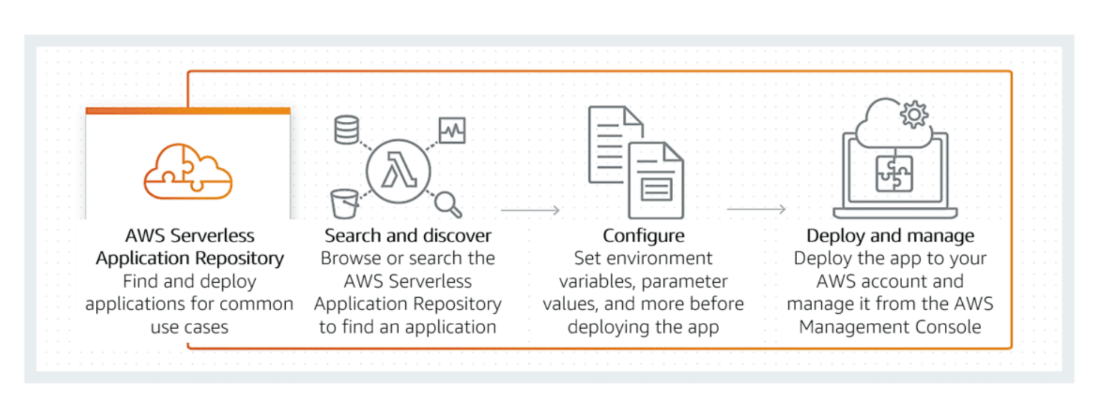 AWS Serverless
Application Repository
Find and deploy
applications for common
use cases
Search and discover
Browse or search the
AWS Serverless
Application Repository
to find an application
Configure
Set environment
variables, parameter
values, and more before
deploying the app
Deploy and manage
Deploy the app to your
AWS account and
manage it from the AWS
Management Console